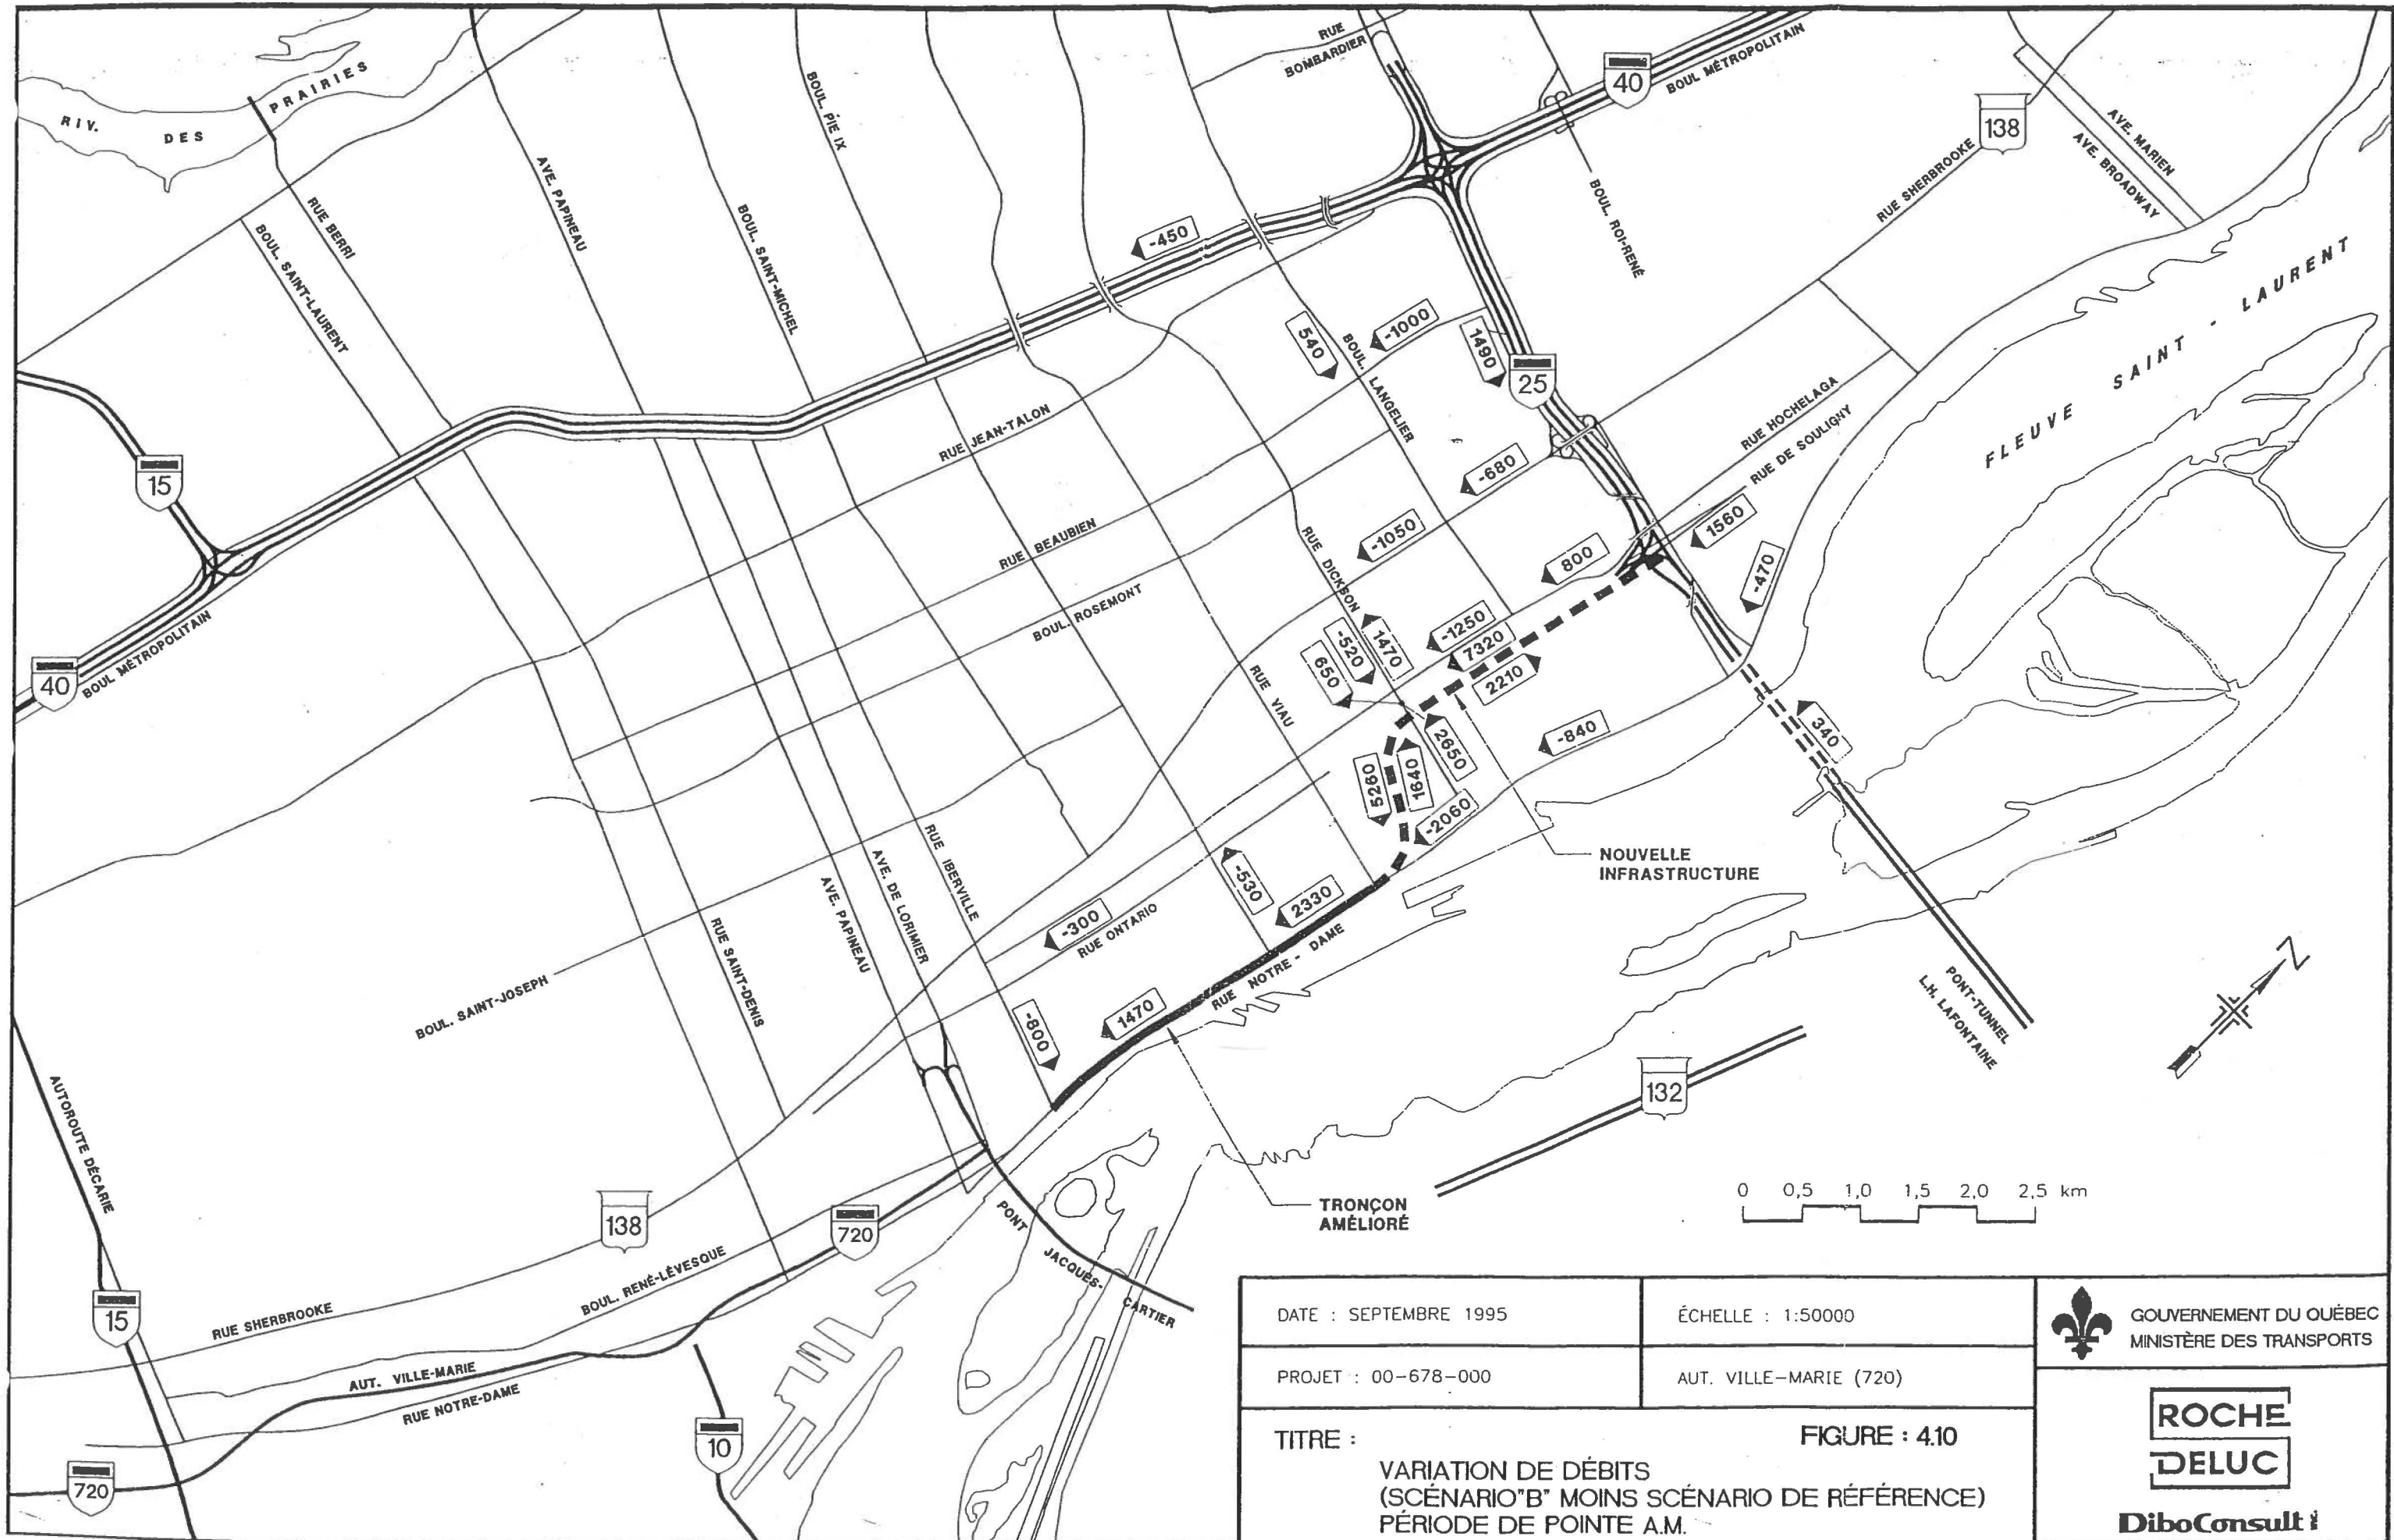 RIV. DES PRAIRIES
RUE BERRI
BOUL. SAINT-LAURENT
AVE. PAPINEAU
BOUL. SAINT-MICHEL
BOUL. PIE IX
RUE
BOMBARDIER
40
BOUL MÉTROPOLITAIN
138
AVE. MARIEN
AVE. BROADWAY
RUE SHERBROOKE
BOUL. ROI-RENÉ
-450
540
-1000
1490
BOUL. LANGELIER
25
FLEUVE SAINT - LAURENT
RUE HOCHELAGA
RUE DE SOULIGNY
15
RUE JEAN-TALON
-680
-1050
1560
800
-470
RUE BEAUBIEN
RUE DICKSON
BOUL. ROSEMONT
40
BOUL MÉTROPOLITAIN
-1250
7320
2210
1470
-520
650
RUE VIAU
-840
340
2650
1640
5260
-2060
NOUVELLE
INFRASTRUCTURE
RUE IBERVILLE
AVE. DE LORIMIER
AVE. PAPINEAU
RUE SAINT-DENIS
-530
2330
-300
RUE ONTARIO
RUE NOTRE - DAME
BOUL. SAINT-JOSEPH
-800
1470
PONT-TUNNEL
L.H. LAFONTAINE
N
132
AUTOROUTE DÉCARIE
TRONÇON
AMÉLIORÉ
0 0,5 1,0 1,5 2,0 2,5 km
138
720
PONT JACQUES- CARTIER
BOUL. RENÉ-LÉVESQUE
15
RUE SHERBROOKE
AUT. VILLE-MARIE
RUE NOTRE-DAME
10
720
DATE : SEPTEMBRE 1995
ÉCHELLE : 1:50000
PROJET : 00-678-000
AUT. VILLE-MARIE (720)
TITRE :
FIGURE : 4.10
VARIATION DE DÉBITS
(SCÉNARIO"B" MOINS SCÉNARIO DE RÉFÉRENCE)
PÉRIODE DE POINTE A.M.
GOUVERNEMENT DU QUÉBEC
MINISTÈRE DES TRANSPORTS
ROCHE
DELUC
DiboConsult